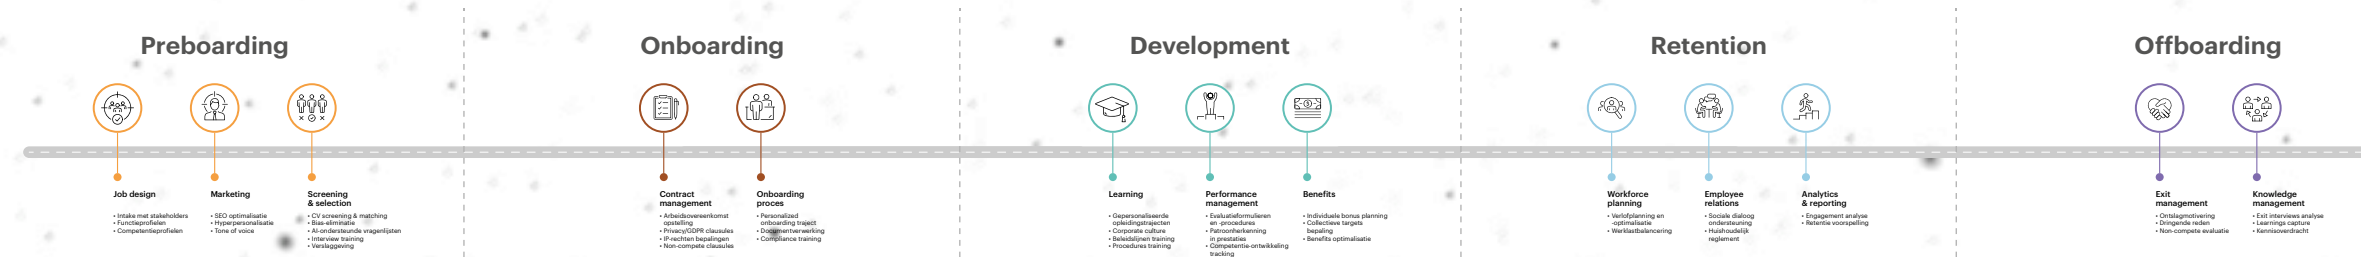 Preboarding
Job design
• Intake met stakeholders
• Functieprofielen
• Competentieprofielen
Marketing
• SEO optimalisatie
• Hyperpersonalisatie
• Tone of voice
Screening
& selection
• CV screening & matching
• Bias-eliminatie
• AI-ondersteunde vragenlijsten
• Interview training
• Verslaggeving
Onboarding
Contract
management
• Arbeidsovereenkomst
opstelling
• Privacy/GDPR clausules
• IP-rechten bepalingen
• Non-compete clausules
Onboarding
proces
• Personalized
onboarding traject
• Documentverwerking
• Compliance training
Development
Learning
• Gepersonaliseerde
opleidingstrajecten
• Corporate culture
• Beleidslijnen training
• Procedures training
Performance
management
• Evaluatieformulieren
en -procedures
• Patroonherkenning
in prestaties
• Competentie-ontwikkeling
tracking
Benefits
• Individuele bonus planning
• Collectieve targets
bepaling
• Benefits optimalisatie
Retention
Workforce
planning
• Verlofplanning en
-optimalisatie
• Werklastbalancering
Employee
relations
• Sociale dialoog
ondersteuning
• Huishoudelijk
reglement
Analytics
& reporting
• Engagement analyse
• Retentie voorspelling
Offboarding
Exit
management
• Ontslagmotivering
• Dringende reden
• Non-compete evaluatie
Knowledge
management
• Exit interviews analyse
• Learnings capture
• Kennisoverdracht